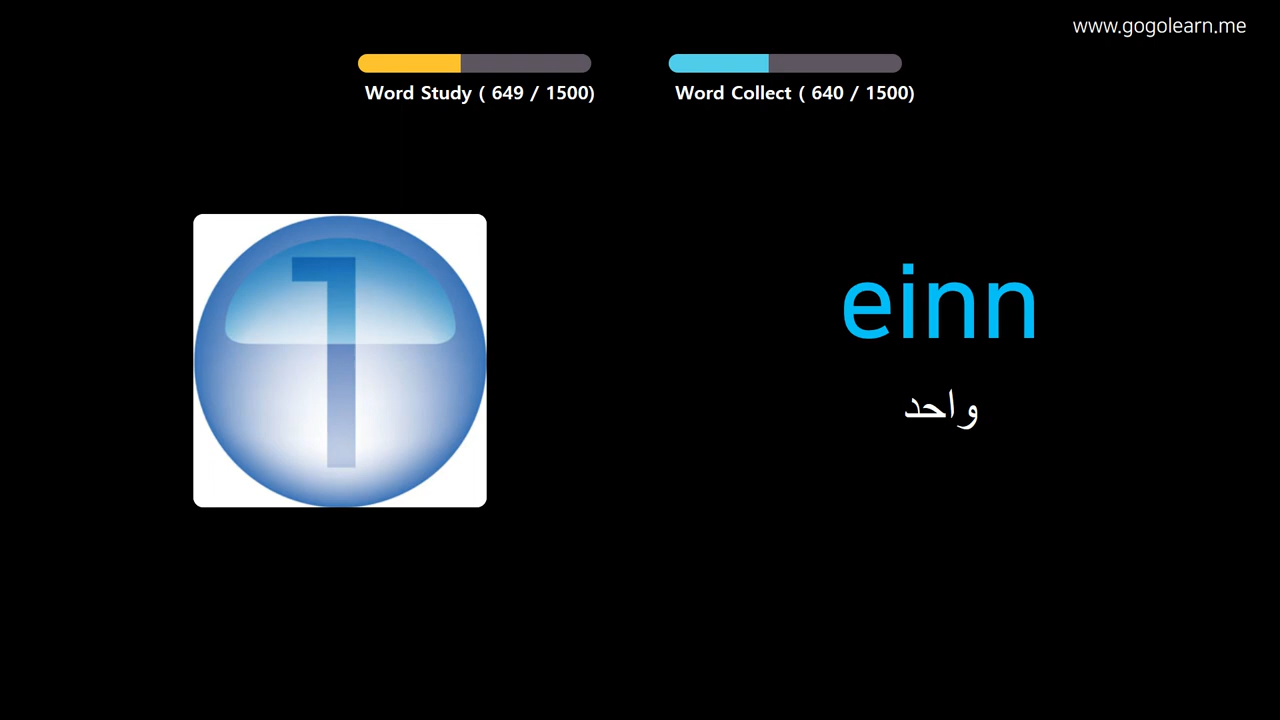 www.gogolearn.me
Word Study ( 649 / 1500)
Word Collect ( 640 / 1500)
1
einn
واحد